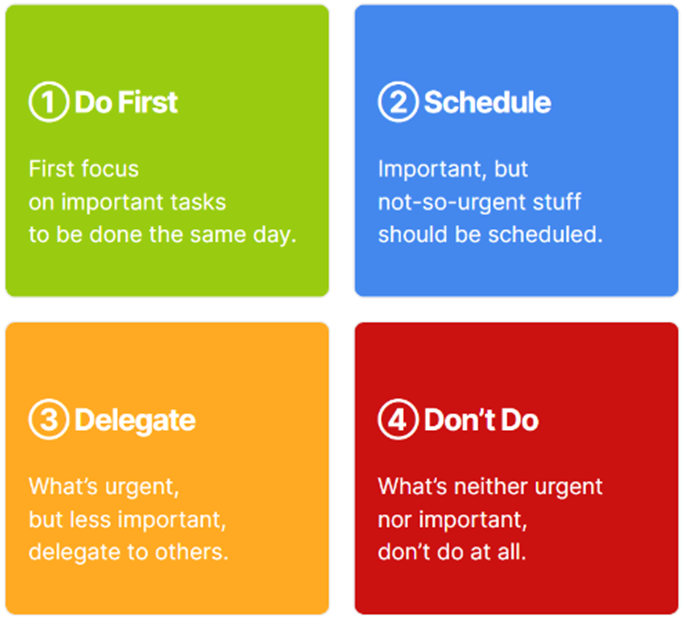 ① Do First
First focus
on important tasks
to be done the same day.
② Schedule
Important, but
not-so-urgent stuff
should be scheduled.
③ Delegate
What’s urgent,
but less important,
delegate to others.
④ Don’t Do
What’s neither urgent
nor important,
don’t do at all.